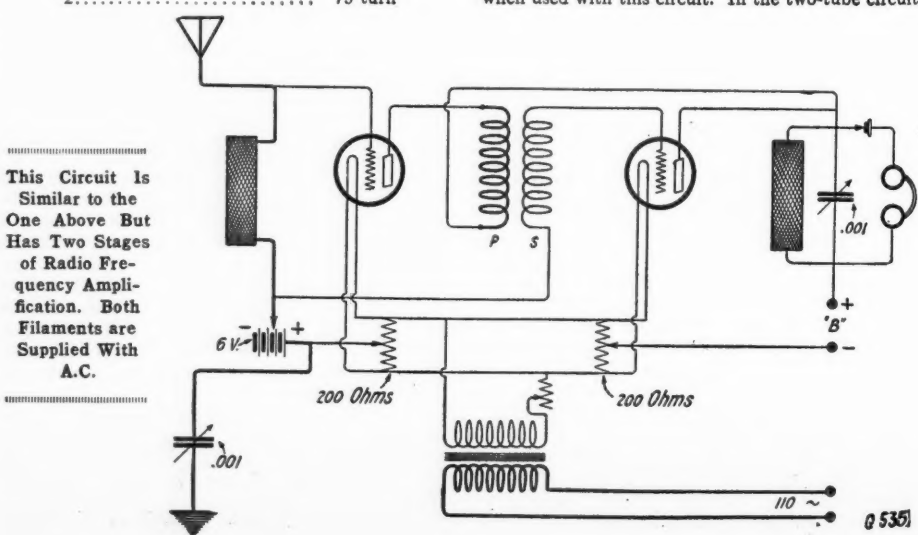 2............................ 75 turn
when used with this circuit. In the two-tube circuit
This Circuit Is
Similar to the
One Above But
Has Two Stages
of Radio Fre-
quency Ampli-
fication. Both
Filaments are
Supplied With
A.C.
P S
.001
+
"B"
-
- +
6 V.
200 Ohms
200 Ohms
.001
110 ~
Q 535